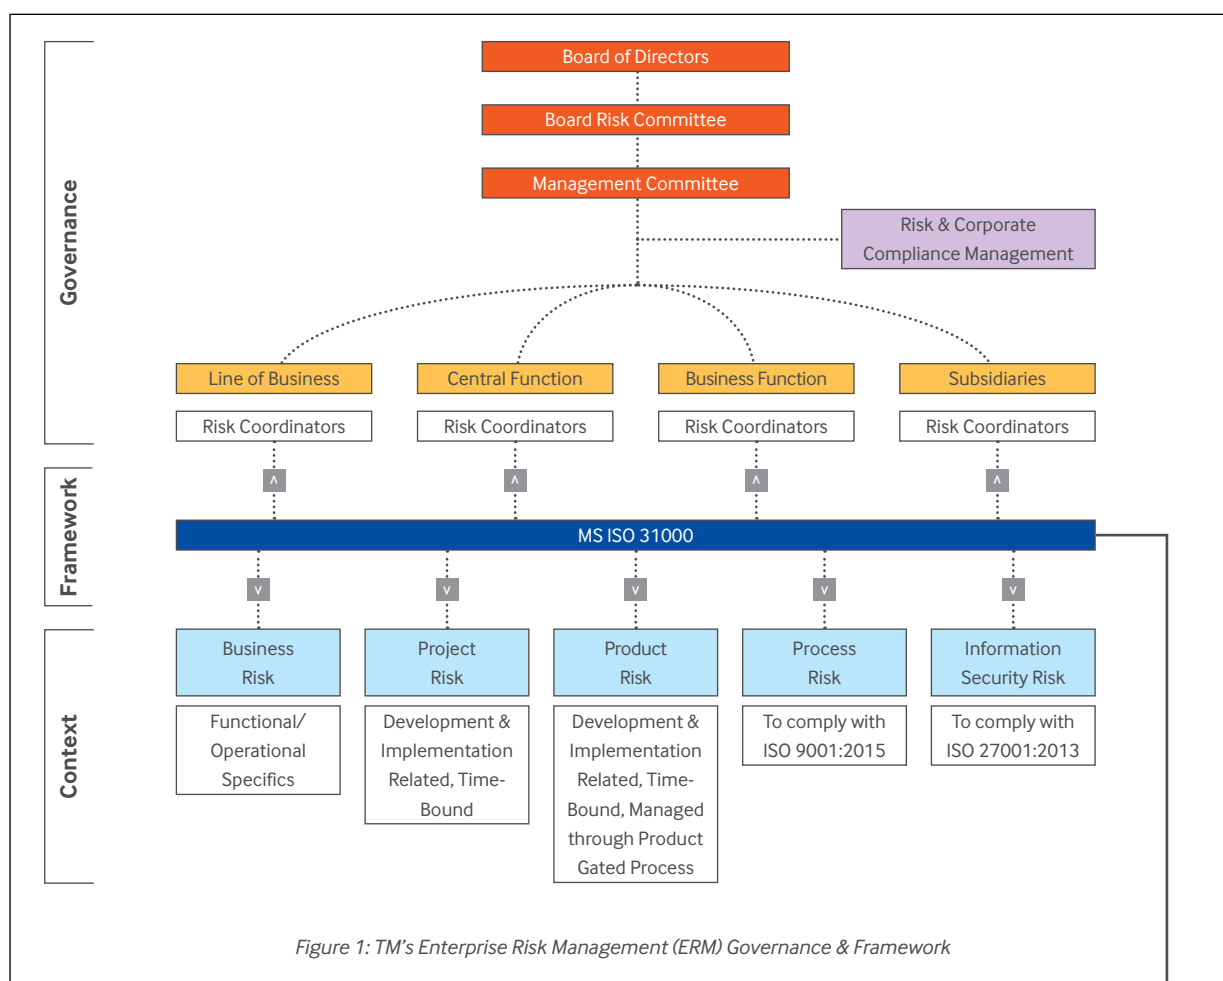 Governance
Board of Directors
Board Risk Committee
Management Committee
Risk & Corporate
Compliance Management
Line of Business
Central Function
Business Function
Subsidiaries
Risk Coordinators
Risk Coordinators
Risk Coordinators
Risk Coordinators
Framework
MS ISO 31000
Context
Business
Risk
Functional/
Operational
Specifics
Project
Risk
Development &
Implementation
Related, Time-
Bound
Product
Risk
Development &
Implementation
Related, Time-
Bound, Managed
through Product
Gated Process
Process
Risk
To comply with
ISO 9001:2015
Information
Security Risk
To comply with
ISO 27001:2013
Figure 1: TM's Enterprise Risk Management (ERM) Governance & Framework